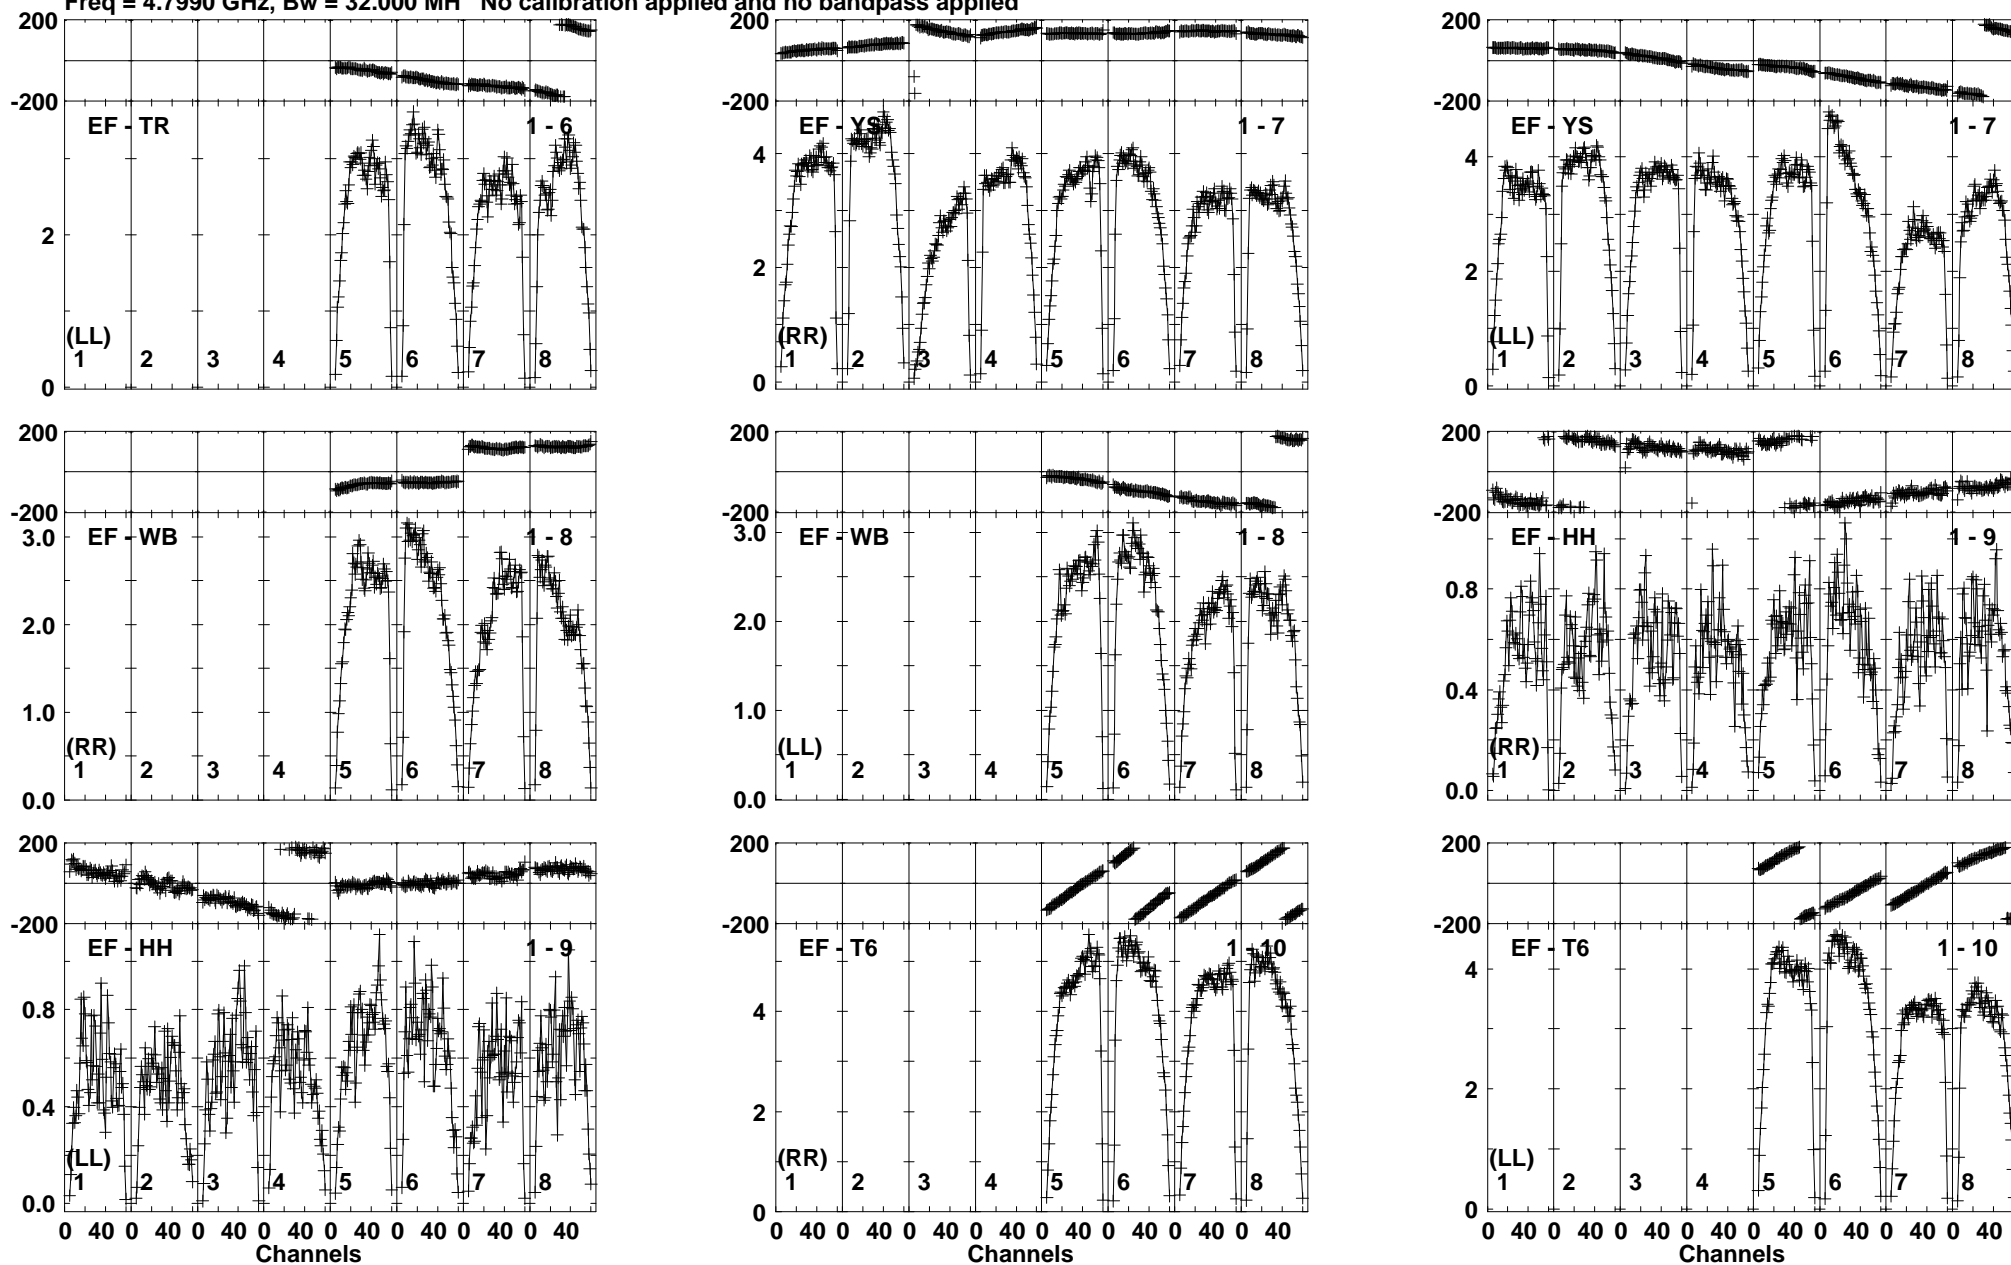 Freq = 4.7990 GHz, Bw = 32.000 MH No calibration applied and no bandpass applied
200 200 200
-200 -200 -200
EF - TR 1 - 6 EF - YS 1 - 7 EF - YS 1 - 7
4 4
2 2 2
(LL) (RR) (LL)
1 2 3 4 5 6 7 8 1 2 3 4 5 6 7 8 1 2 3 4 5 6 7 8
0 0 0
200 200 200
-200 -200 -200
EF - WB 1 - 8 EF - WB 1 - 8 EF - HH 1 - 9
3.0 3.0
0.8
2.0 2.0
0.4
1.0 1.0
(RR) (LL) (RR)
1 2 3 4 5 6 7 8 1 2 3 4 5 6 7 8 1 2 3 4 5 6 7 8
0.0 0.0 0.0
200 200 200
-200 -200 -200
EF - HH 1 - 9 EF - T6 1 - 10 EF - T6 1 - 10
0.8 4 4
0.4 2 2
(LL) (RR) (LL)
1 2 3 4 5 6 7 8 1 2 3 4 5 6 7 8 1 2 3 4 5 6 7 8
0.0 0 0
0 40 0 40 0 40 0 40 0 40 0 40 0 40 0 40 0 40 0 40 0 40 0 40 0 40 0 40 0 40 0 40 0 40 0 40 0 40 0 40 0 40 0 40 0 40 0 40
Channels Channels Channels